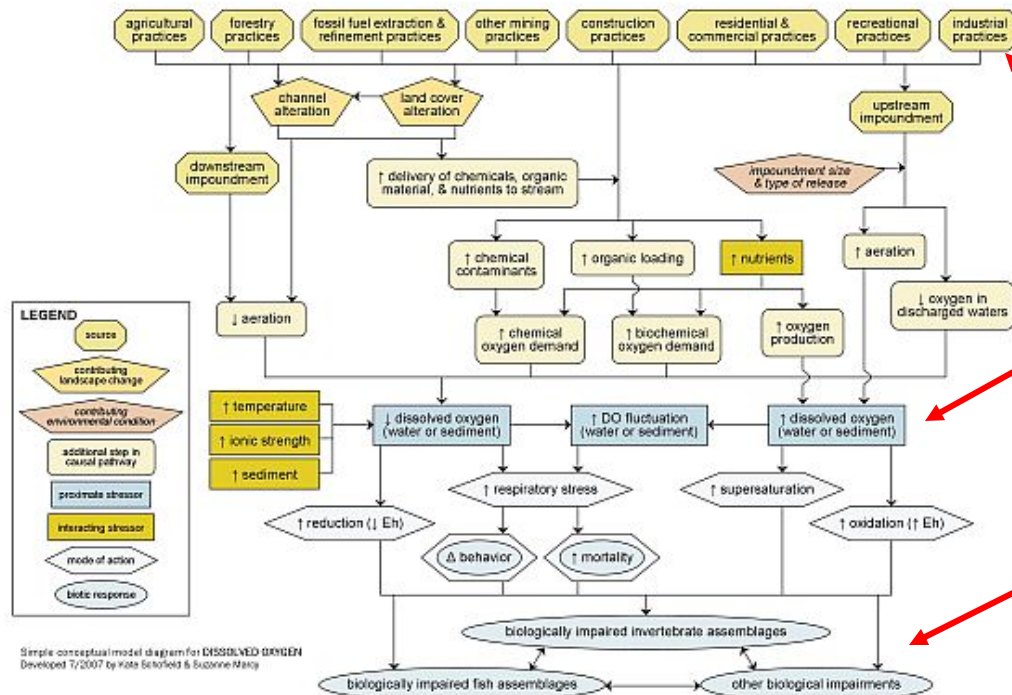 agricultural
practices
forestry
practices
fossil fuel extraction &
refinement practices
other mining
practices
construction
practices
residential &
commercial practices
recreational
practices
industrial
practices
channel
alteration
land cover
alteration
upstream
impoundment
downstream
impoundment
↑ delivery of chemicals, organic
material, & nutrients to stream
impoundment size
& type of release
↑ chemical
contaminants
↑ organic loading
↑ nutrients
↑ aeration
↓ oxygen in
discharged waters
↓ aeration
↑ chemical
oxygen demand
↑ biochemical
oxygen demand
↑ oxygen
production
LEGEND
source
contributing
landscape change
contributing
environmental condition
additional step in
causal pathway
proximate stressor
interacting stressor
mode of action
biotic response
↑ temperature
↑ ionic strength
↑ sediment
↓ dissolved oxygen
(water or sediment)
↑ DO fluctuation
(water or sediment)
↑ dissolved oxygen
(water or sediment)
↑ respiratory stress
↑ supersaturation
↑ reduction (↓ Eh)
↑ oxidation (↑ Eh)
Δ behavior
↑ mortality
biologically impaired invertebrate assemblages
biologically impaired fish assemblages
other biological impairments
Simple conceptual model diagram for DISSOLVED OXYGEN
Developed 7/2007 by Kate Schofield & Suzanne Marcy